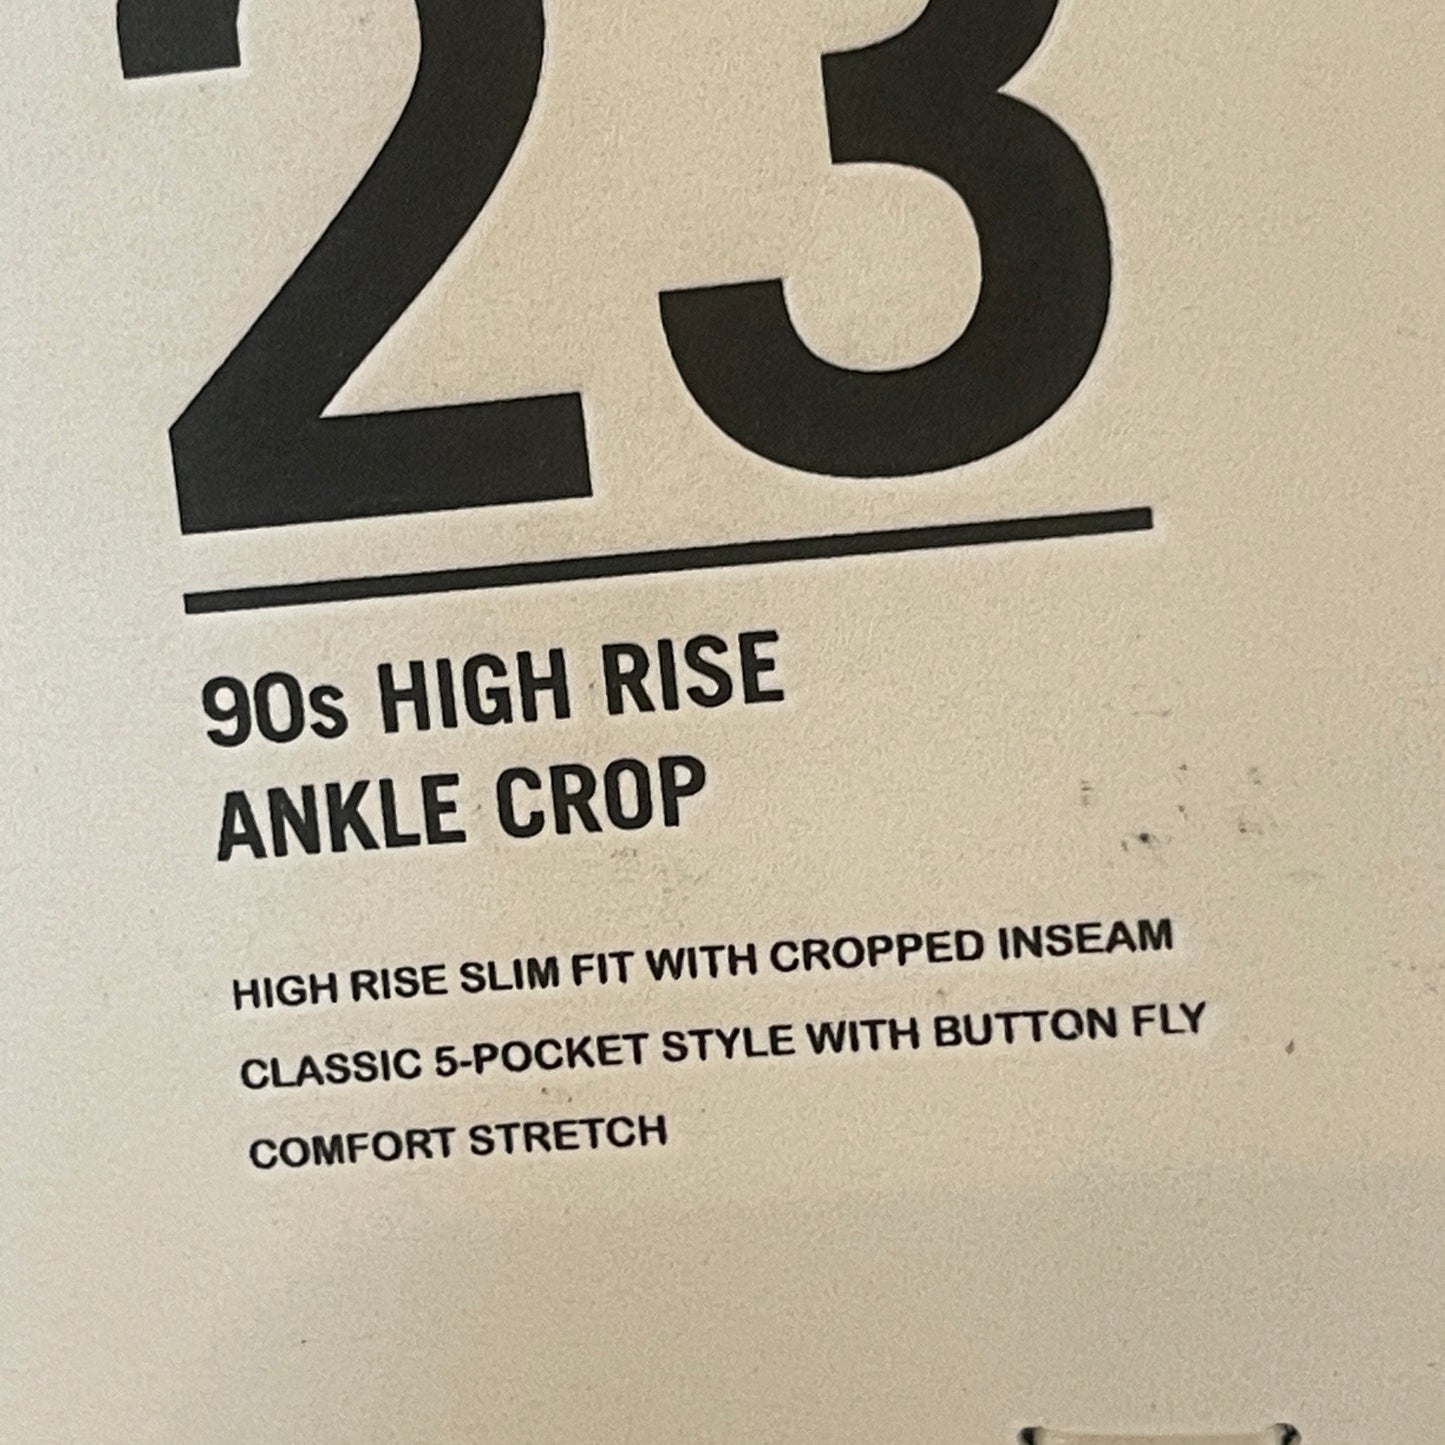 23
90s HIGH RISE
ANKLE CROP
HIGH RISE SLIM FIT WITH CROPPED INSEAM
CLASSIC 5-POCKET STYLE WITH BUTTON FLY
COMFORT STRETCH